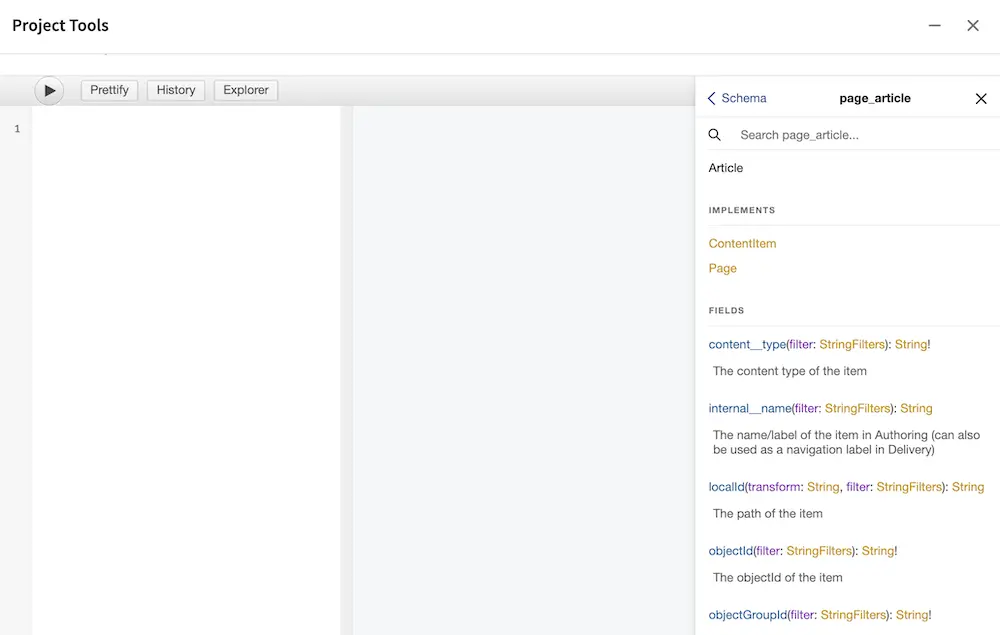 Project Tools
Prettify
History
Explorer
1
Schema
page_article
Search page_article...
Article
IMPLEMENTS
ContentItem
Page
FIELDS
content__type(filter: StringFilters): String!
The content type of the item
internal__name(filter: StringFilters): String
The name/label of the item in Authoring (can also
be used as a navigation label in Delivery)
localId(transform: String, filter: StringFilters): String
The path of the item
objectId(filter: StringFilters): String!
The objectId of the item
objectGroupId(filter: StringFilters): String!